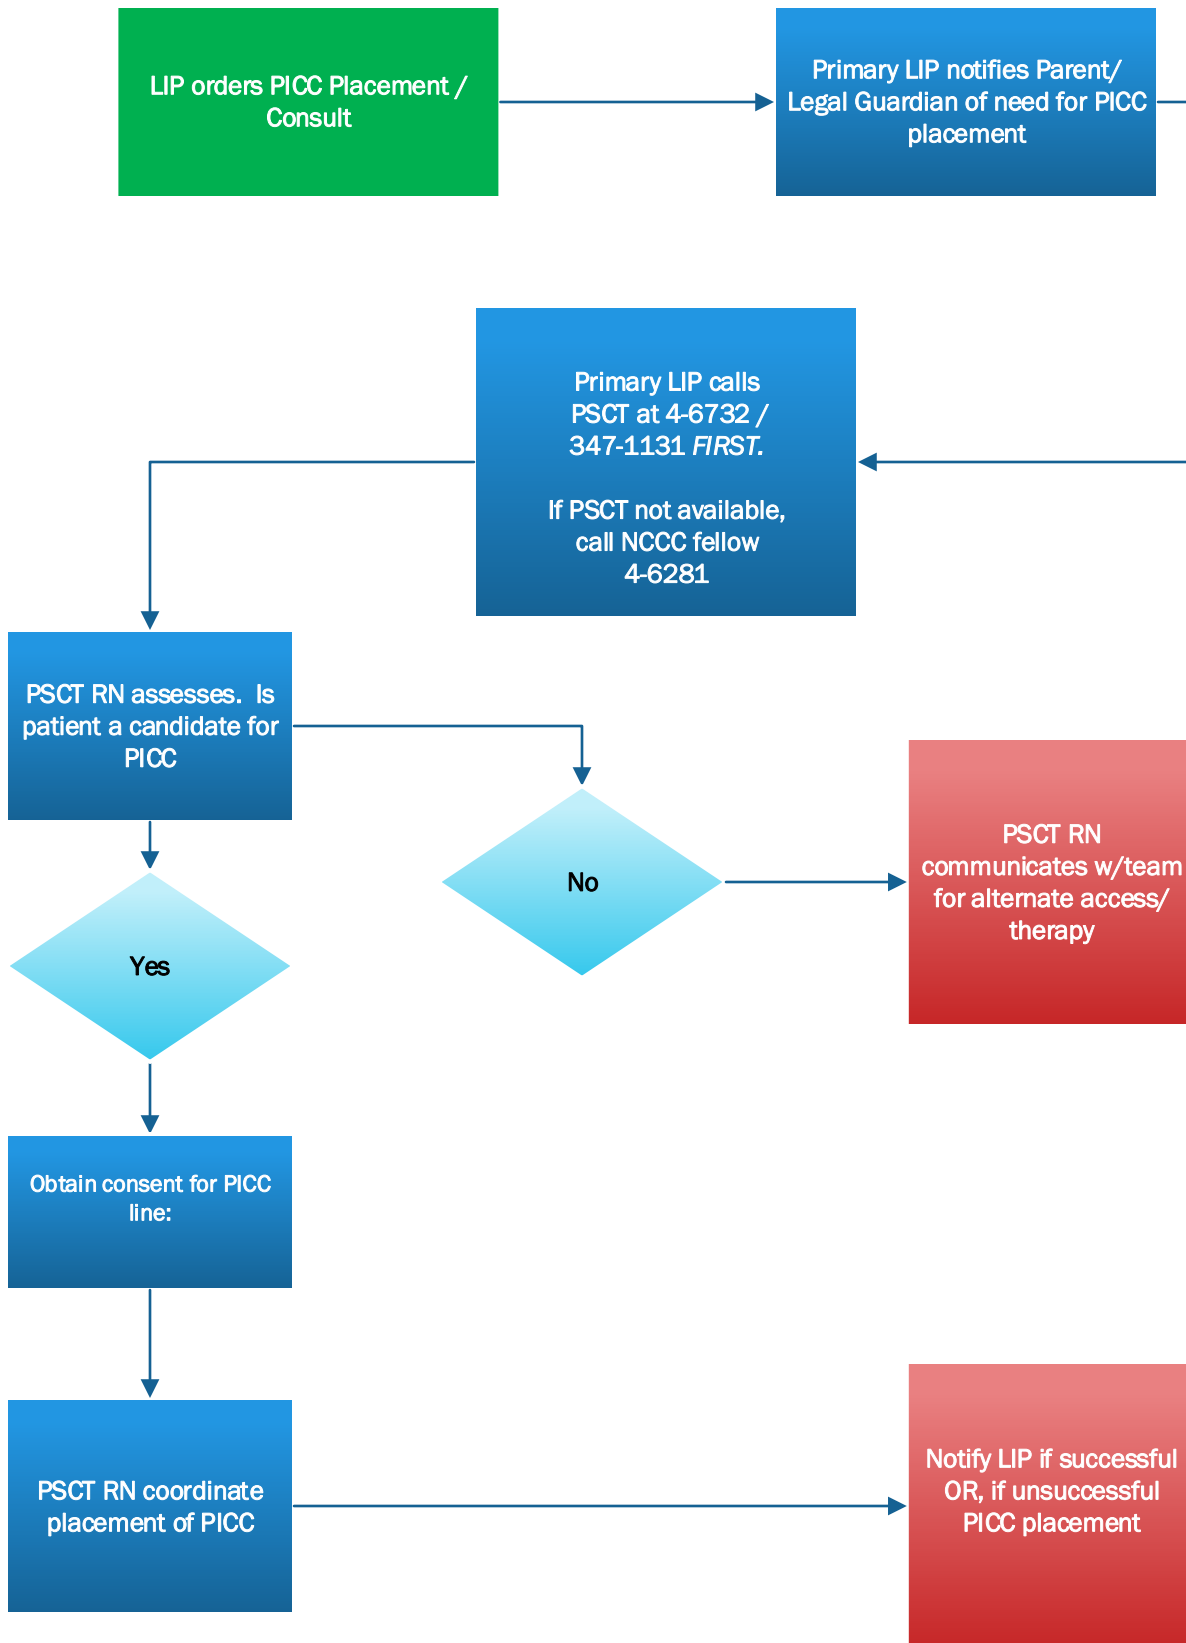 LIP orders PICC Placement /
Consult
Primary LIP notifies Parent/
Legal Guardian of need for PICC
placement
Primary LIP calls
PSCT at 4-6732 /
347-1131 FIRST.
If PSCT not available,
call NCCC fellow
4-6281
PSCT RN assesses.  Is
patient a candidate for
PICC
No
PSCT RN
communicates w/team
for alternate access/
therapy
Yes
Obtain consent for PICC
line:
PSCT RN coordinate
placement of PICC
Notify LIP if successful
OR, if unsuccessful
PICC placement